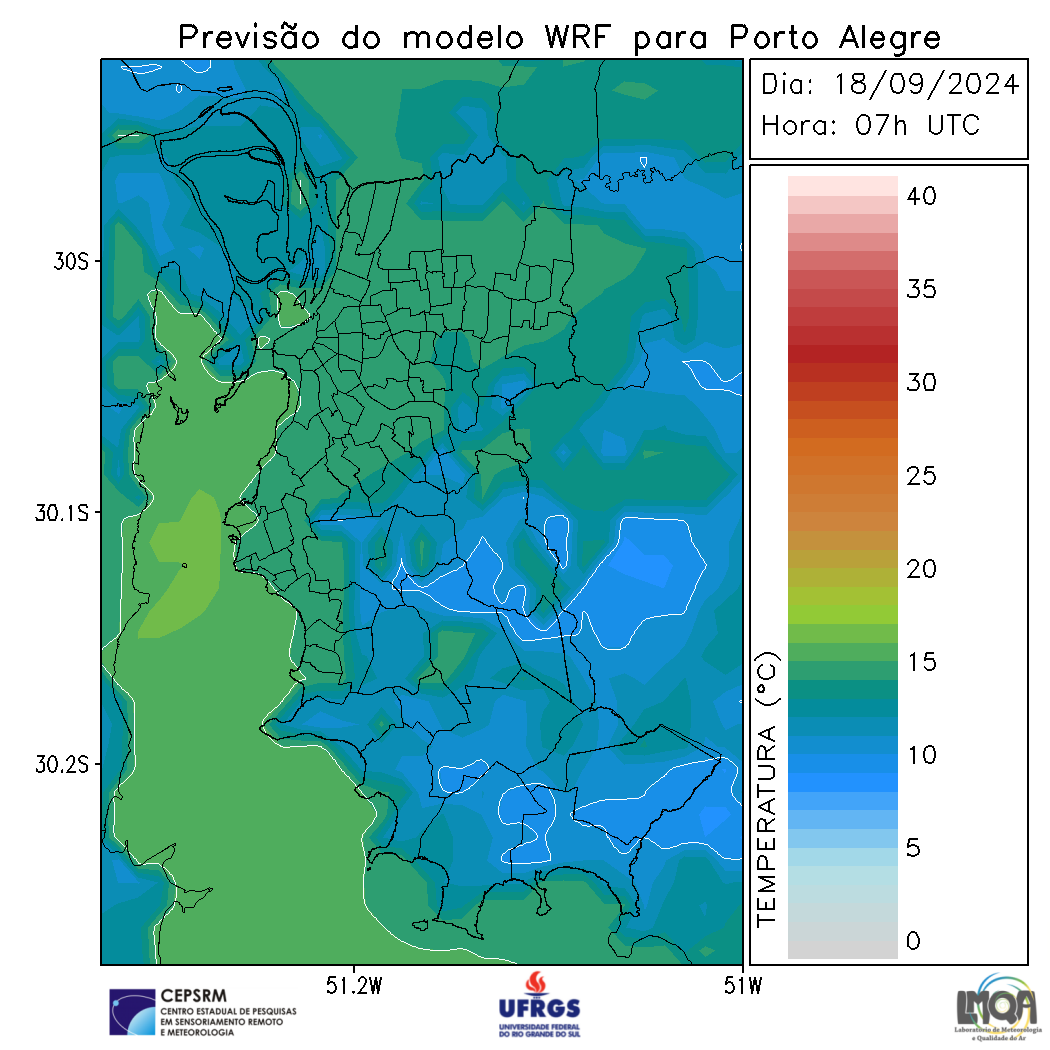 Previsão do modelo WRF para Porto Alegre
Dia: 18/09/2024
Hora: 07h UTC
40
35
30
25
20
15
10
5
0
TEMPERATURA (°C)
30S
30.1S
30.2S
51.2W
51W
CEPSRM
CENTRO ESTADUAL DE PESQUISAS
EM SENSORIAMENTO REMOTO
E METEOROLOGIA
UFRGS
UNIVERSIDADE FEDERAL
DO RIO GRANDE DO SUL
LMQA
Laboratório de Meteorologia
e Qualidade do Ar